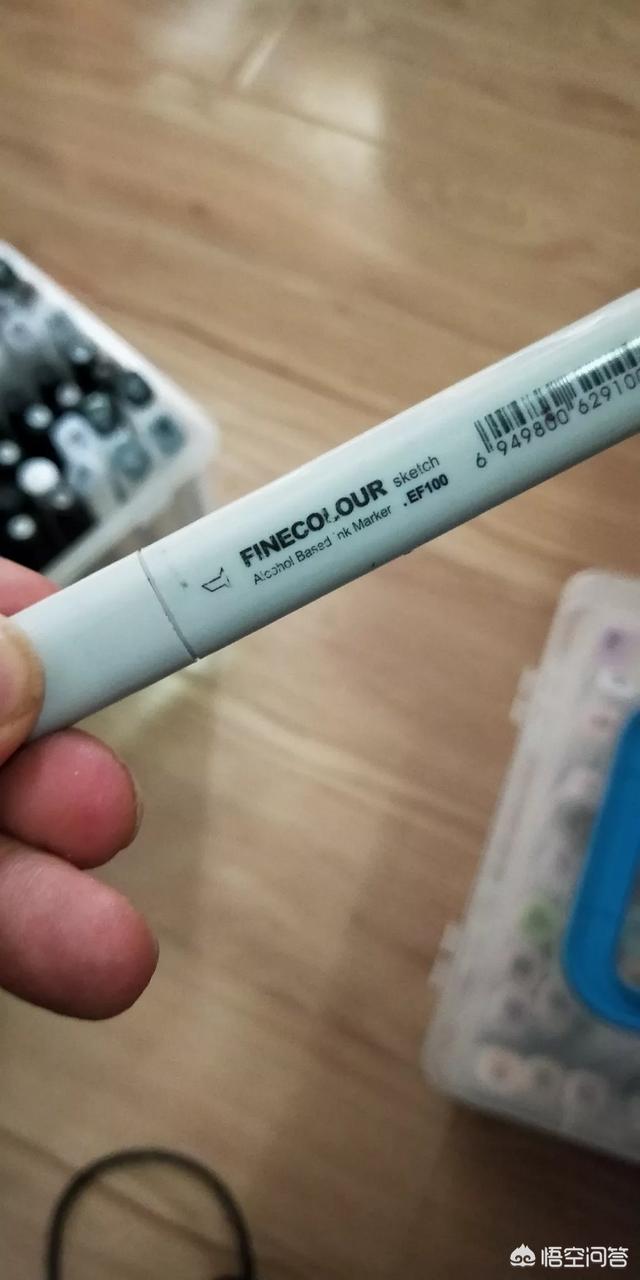 FINECOLOUR sketch
Alcohol Based Ink Marker .EF100
6 949800 629100
悟空问答